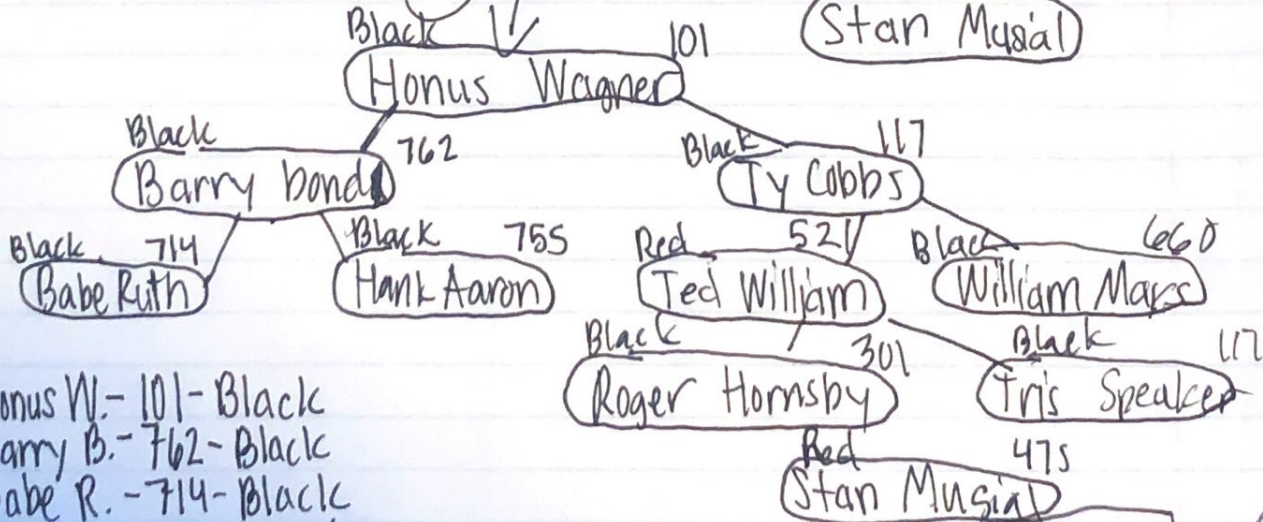 Black
101
Stan Musial
Honus Wagner
Black
762
Black
117
Barry bonds
Ty Cobbs
Black 714
Black 755
Red 521
Black 660
Babe Ruth
Hank Aaron
Ted William
William Mars
Black 301
Black 117
Roger Hornsby
Tris Speaker
onus W.- 101- Black
arry B.- 762- Black
Red 475
abe R. - 714- Black
Stan Musial